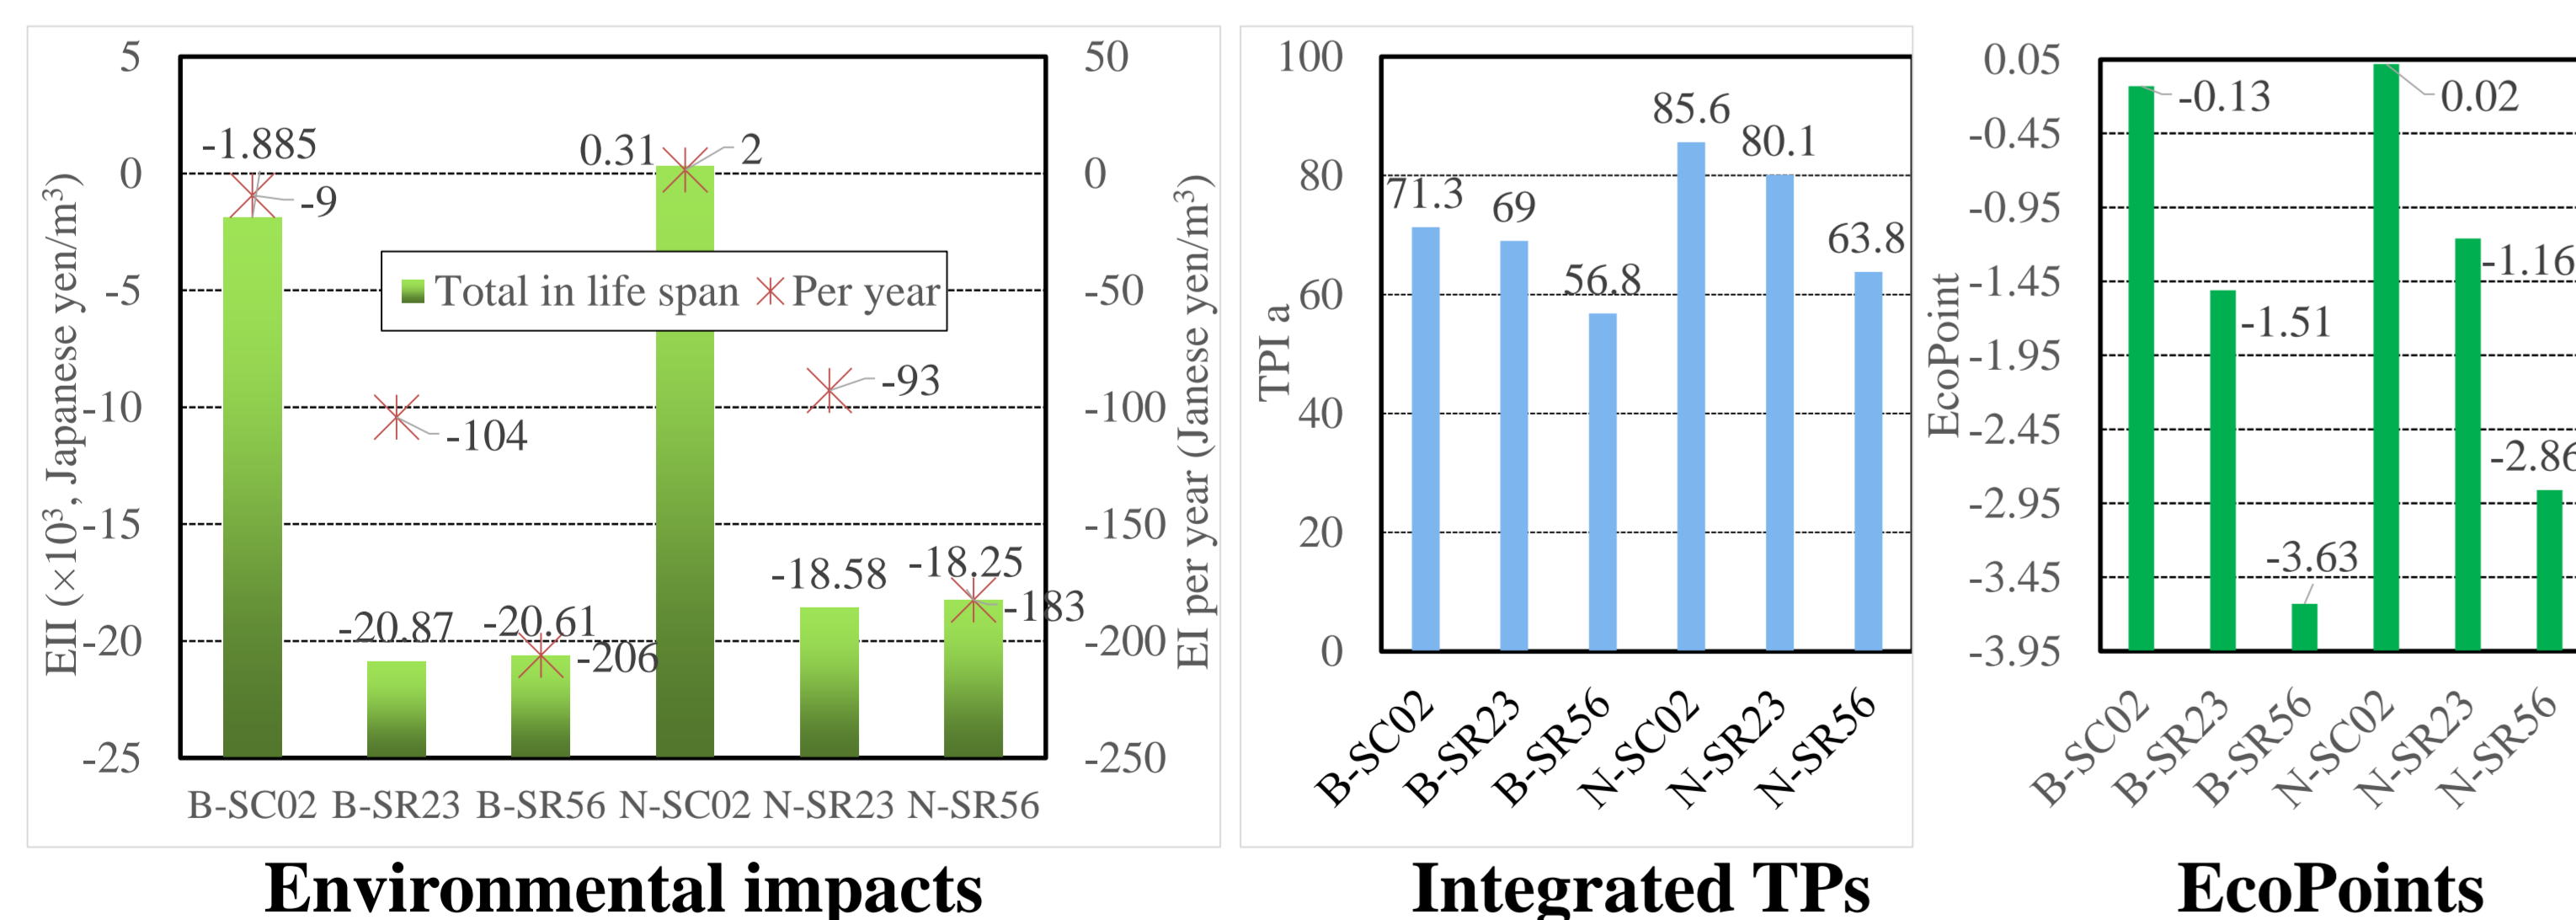 5
0
-5
-10
-15
-20
-25
EII (×10³, Japanese yen/m³)
50
0
-50
-100
-150
-200
-250
EI per year (Janese yen/m³)
-1.885
-9
-104
-20.87
-20.61
-206
0.31
2
-93
-18.58
-18.25
-183
Total in life span
Per year
B-SC02 B-SR23 B-SR56 N-SC02 N-SR23 N-SR56
Environmental impacts
100
80
60
40
20
0
TPI a
71.3
69
56.8
85.6
80.1
63.8
B-SC02
B-SR23
B-SR56
N-SC02
N-SR23
N-SR56
Integrated TPs
0.05
-0.45
-0.95
-1.45
-1.95
-2.45
-2.95
-3.45
-3.95
EcoPoint
-0.13
-1.51
-3.63
0.02
-1.16
-2.86
B-SC02
B-SR23
B-SR56
N-SC02
N-SR23
N-SR56
EcoPoints